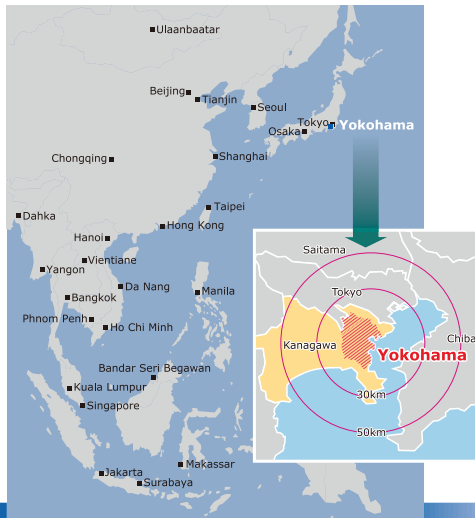 Ulaanbaatar
Beijing
Tianjin
Seoul
Tokyo
Yokohama
Osaka
Chongqing
Shanghai
Taipei
Dahka
Hong Kong
Hanoi
Vientiane
Yangon
Da Nang
Manila
Bangkok
Phnom Penh
Ho Chi Minh
Bandar Seri Begawan
Kuala Lumpur
Singapore
Makassar
Jakarta
Surabaya
Saitama
Tokyo
Chiba
Kanagawa
Yokohama
30km
50km